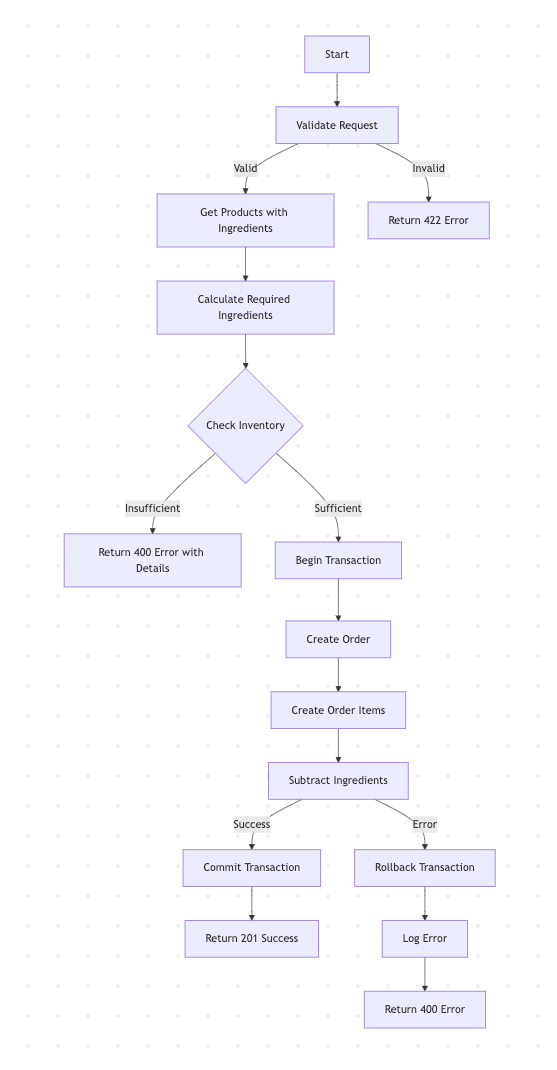 Start
Validate Request
Valid
Invalid
Get Products with
Ingredients
Return 422 Error
Calculate Required
Ingredients
Check Inventory
Insufficient
Sufficient
Return 400 Error with
Details
Begin Transaction
Create Order
Create Order Items
Subtract Ingredients
Success
Error
Commit Transaction
Rollback Transaction
Return 201 Success
Log Error
Return 400 Error